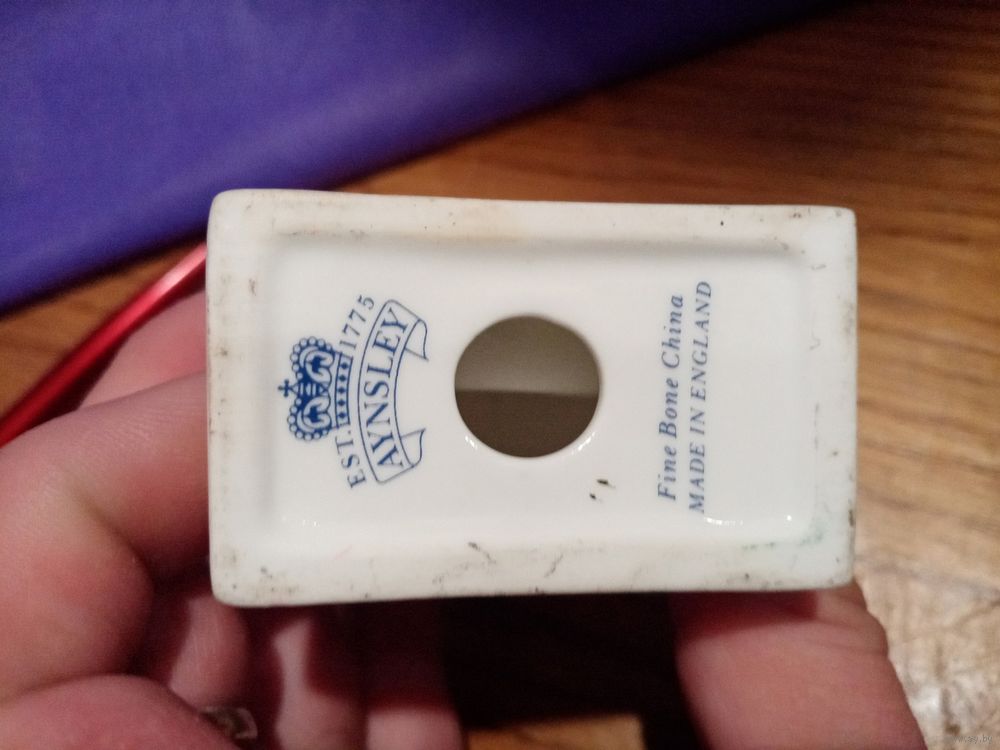 EST. 1775
AYNSLEY
Fine Bone China
MADE IN ENGLAND